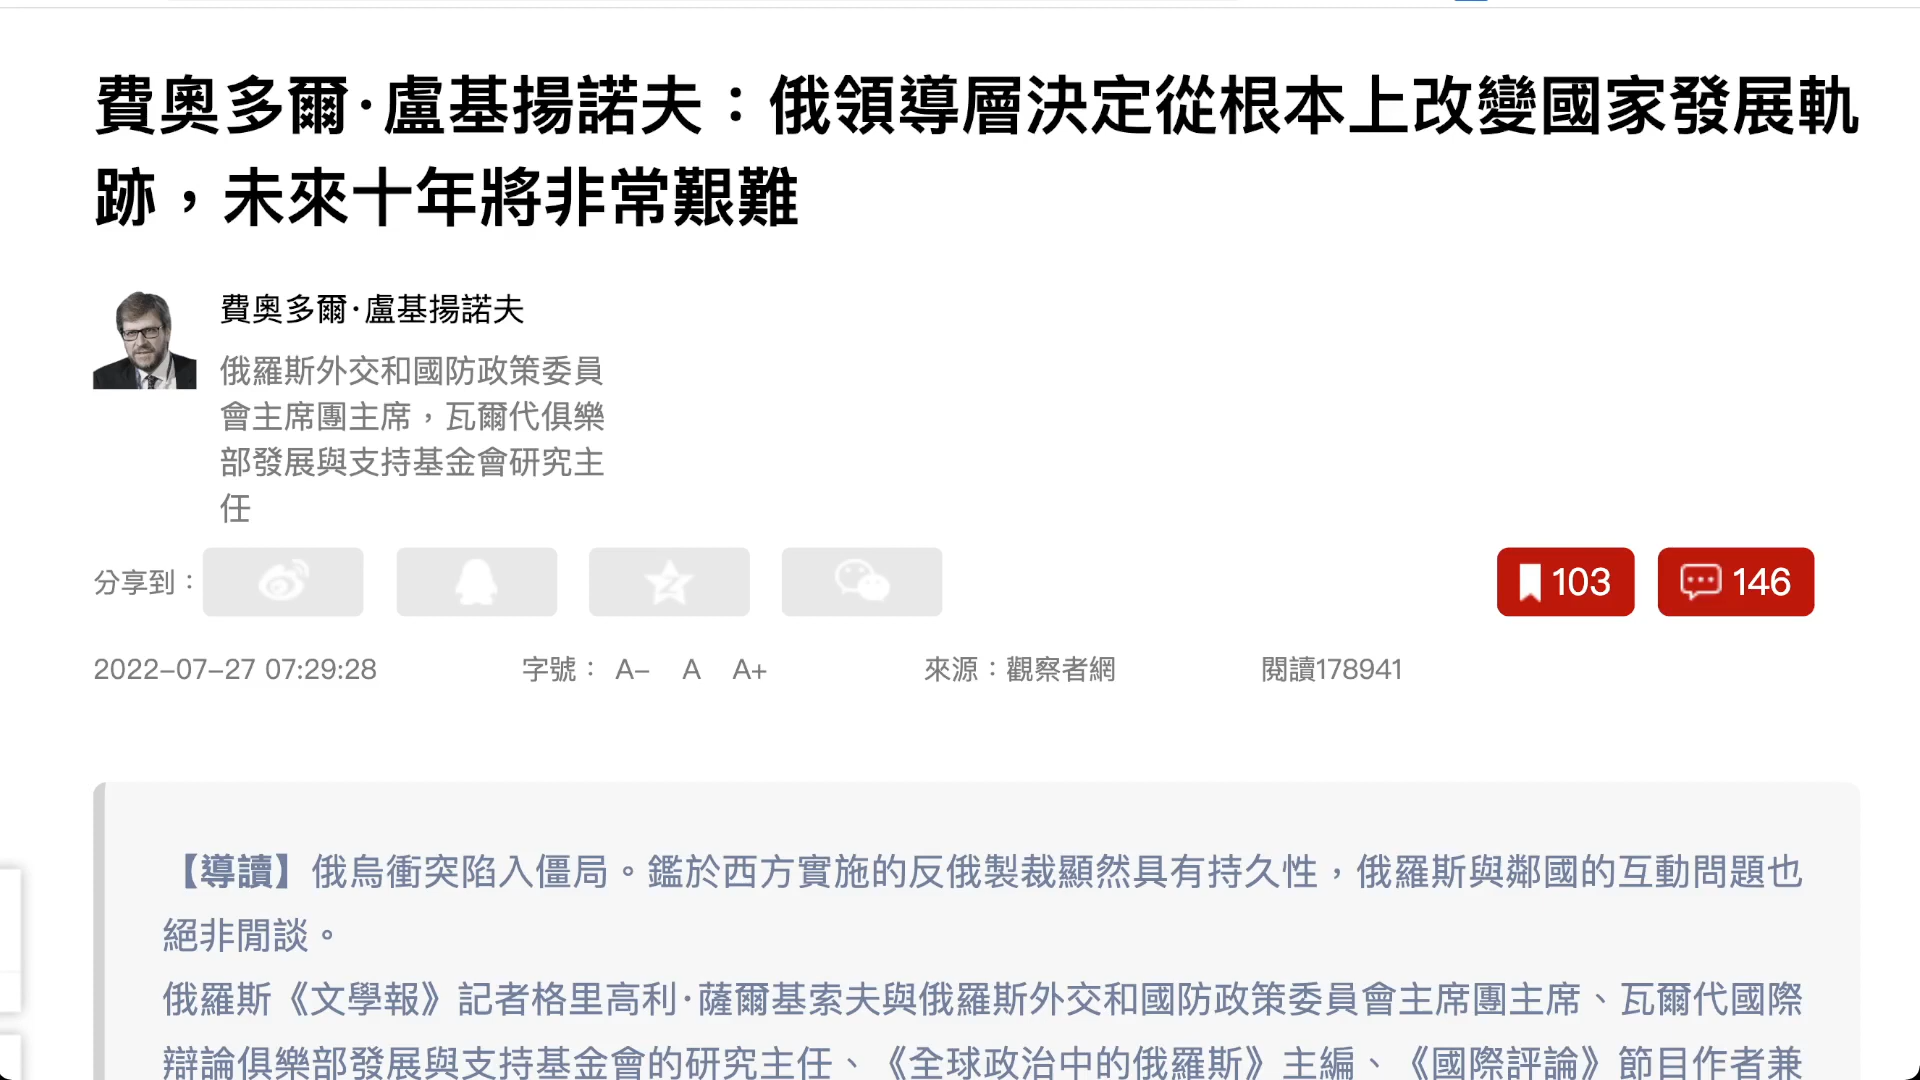 費奧多爾·盧基揚諾夫：俄領導層決定從根本上改變國家發展軌
跡，未來十年將非常艱難
費奧多爾·盧基揚諾夫
俄羅斯外交和國防政策委員
會主席團主席，瓦爾代俱樂
部發展與支持基金會研究主
任
分享到：
103
146
2022-07-27 07:29:28
字號： A- A A+
來源：觀察者網
閱讀178941
【導讀】俄烏衝突陷入僵局。鑑於西方實施的反俄製裁顯然具有持久性，俄羅斯與鄰國的互動問題也
絕非閒談。
俄羅斯《文學報》記者格里高利·薩爾基索夫與俄羅斯外交和國防政策委員會主席團主席、瓦爾代國際
辯論俱樂部發展與支持基金會的研究主任、《全球政治中的俄羅斯》主編、《國際評論》節目作者兼